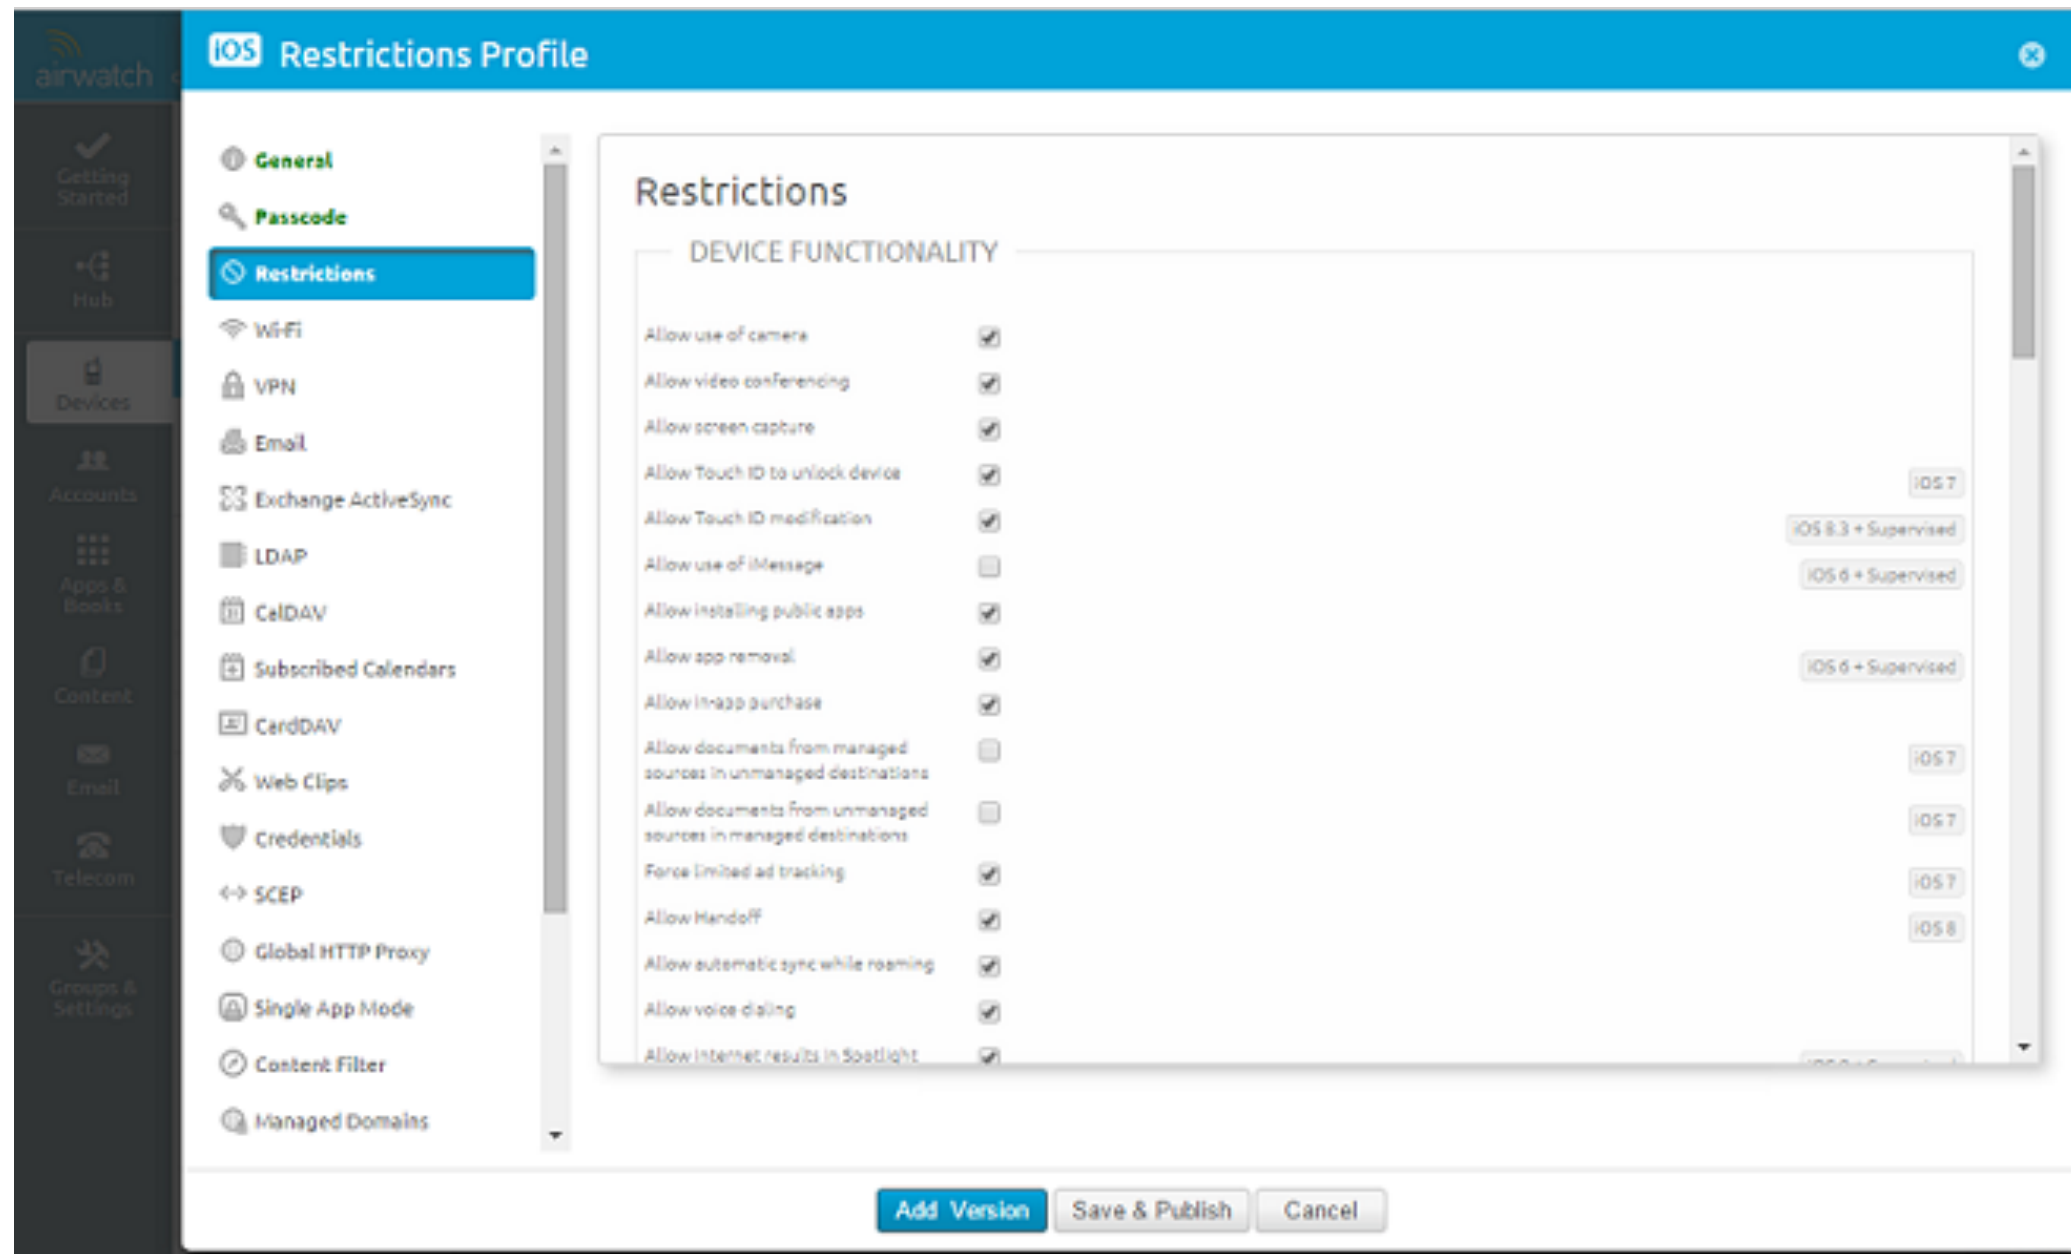 airwatch
iOS Restrictions Profile
Getting
Started
Hub
Devices
Accounts
Apps &
Books
Content
Email
Telecom
Groups &
Settings
General
Passcode
Restrictions
Wi-Fi
VPN
Email
Exchange ActiveSync
LDAP
CalDAV
Subscribed Calendars
CardDAV
Web Clips
Credentials
SCEP
Global HTTP Proxy
Single App Mode
Content Filter
Managed Domains
Restrictions
DEVICE FUNCTIONALITY
Allow use of camera
Allow video conferencing
Allow screen capture
Allow Touch ID to unlock device
iOS 7
Allow Touch ID modification
iOS 8.3 + Supervised
Allow use of iMessage
iOS 6 + Supervised
Allow installing public apps
Allow app removal
iOS 6 + Supervised
Allow in-app purchase
Allow documents from managed
sources in unmanaged destinations
iOS 7
Allow documents from unmanaged
sources in managed destinations
iOS 7
Force limited ad tracking
iOS 7
Allow Handoff
iOS 8
Allow automatic sync while roaming
Allow voice dialing
Allow Internet results in Spotlight
Add Version
Save & Publish
Cancel